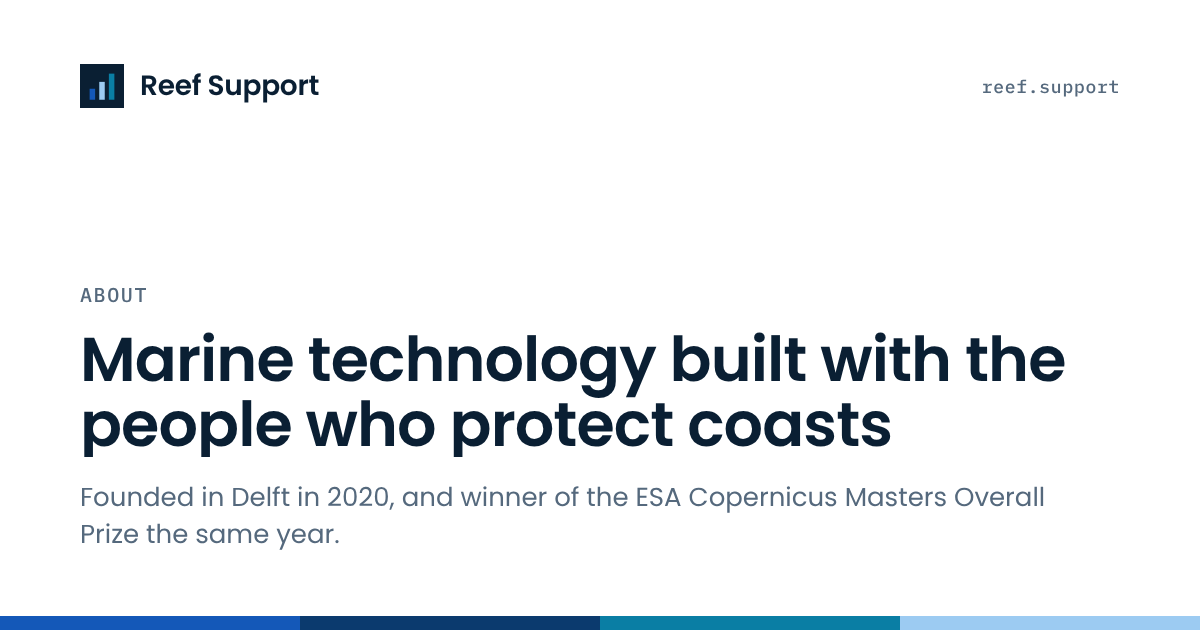 Reef Support
reef.support
ABOUT
Marine technology built with the
people who protect coasts
Founded in Delft in 2020, and winner of the ESA Copernicus Masters Overall
Prize the same year.